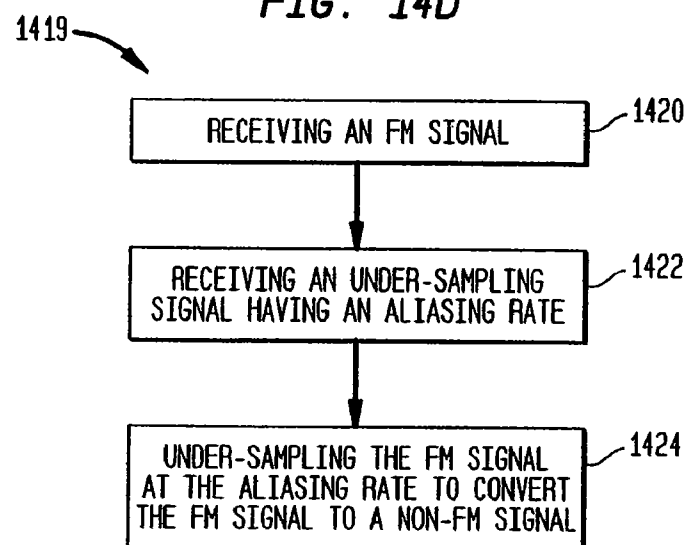 FIG. 14D
1419
RECEIVING AN FM SIGNAL
1420
RECEIVING AN UNDER-SAMPLING
SIGNAL HAVING AN ALIASING RATE
1422
UNDER-SAMPLING THE FM SIGNAL
AT THE ALIASING RATE TO CONVERT
THE FM SIGNAL TO A NON-FM SIGNAL
1424